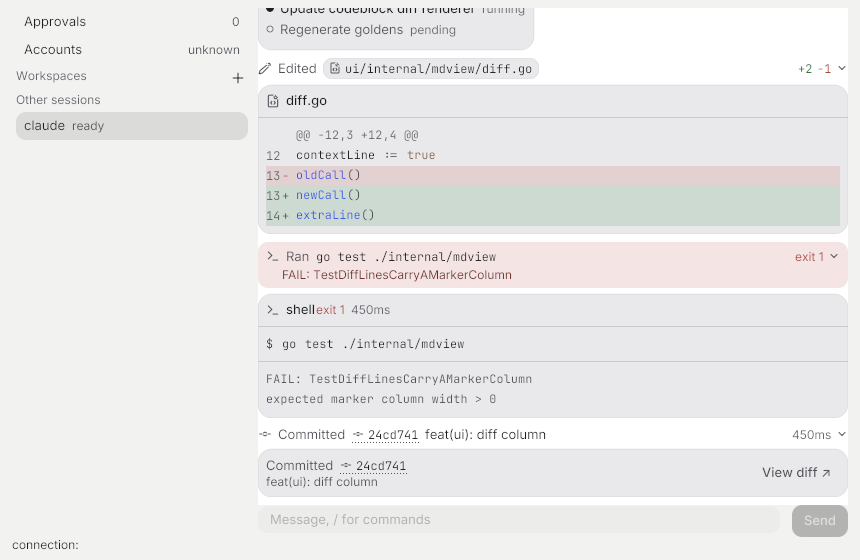 Approvals 0
Accounts unknown
Workspaces +
Other sessions
claude ready
Update codeblock diff renderer running
Regenerate goldens pending
Edited ui/internal/mdview/diff.go +2 -1
diff.go
@@ -12,3 +12,4 @@
12 contextLine := true
13 - oldCall()
13 + newCall()
14 + extraLine()
Ran go test ./internal/mdview exit 1
FAIL: TestDiffLinesCarryAMarkerColumn
shell exit 1 450ms
$ go test ./internal/mdview
FAIL: TestDiffLinesCarryAMarkerColumn
expected marker column width > 0
Committed 24cd741 feat(ui): diff column 450ms
Committed 24cd741
feat(ui): diff column
View diff ↗
Message, / for commands
Send
connection: